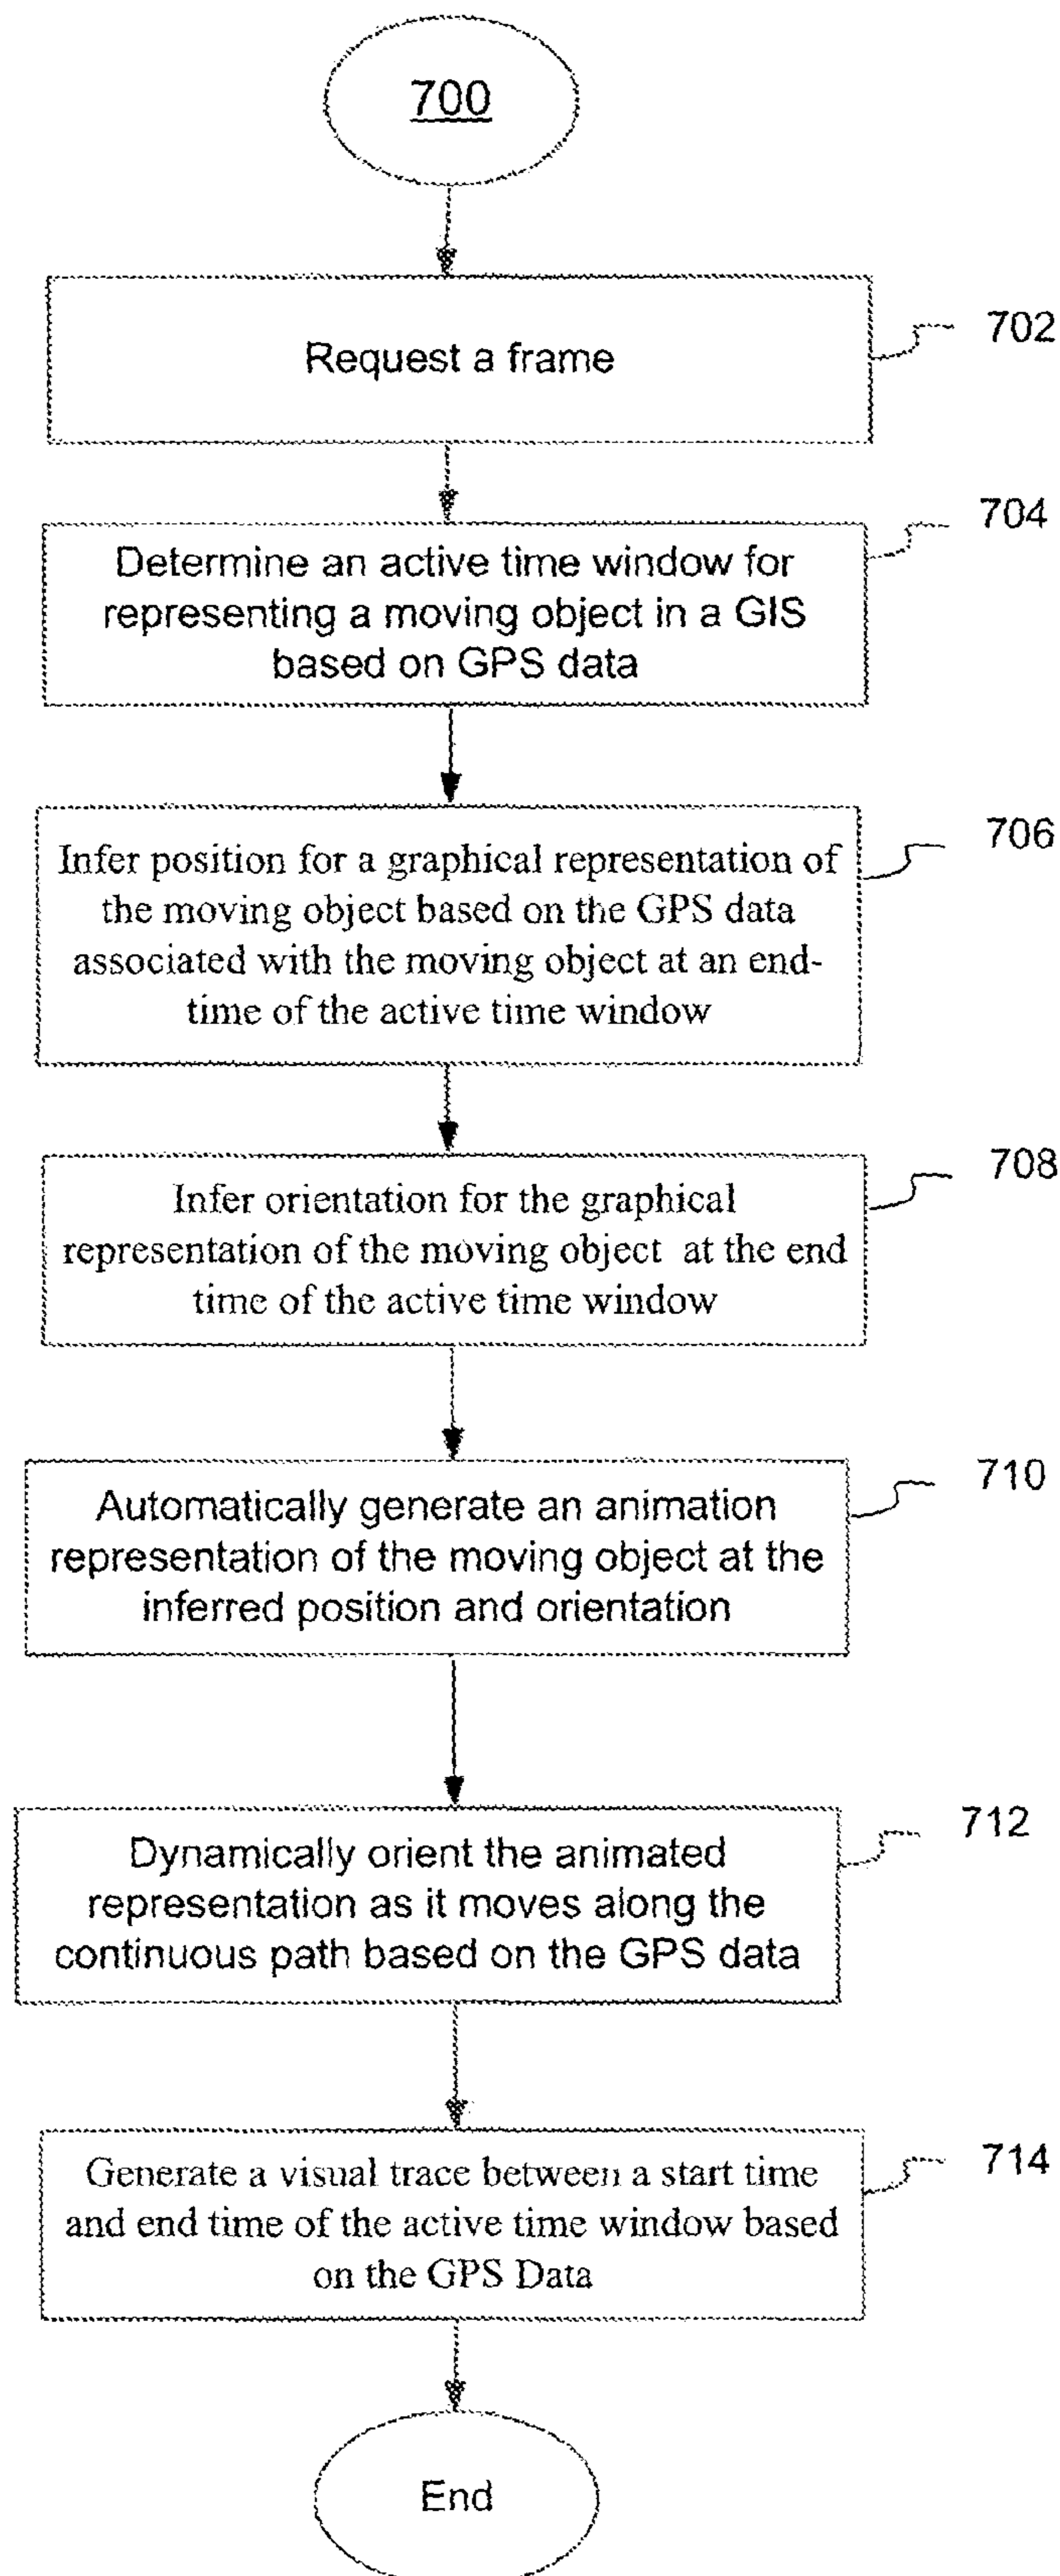 700
Request a frame
702
Determine an active time window for
representing a moving object in a GIS
based on GPS data
704
Infer position for a graphical representation of
the moving object based on the GPS data
associated with the moving object at an end-
time of the active time window
706
Infer orientation for the graphical
representation of the moving object at the end
time of the active time window
708
Automatically generate an animation
representation of the moving object at the
inferred position and orientation
710
Dynamically orient the animated
representation as it moves along the
continuous path based on the GPS data
712
Generate a visual trace between a start time
and end time of the active time window based
on the GPS Data
714
End